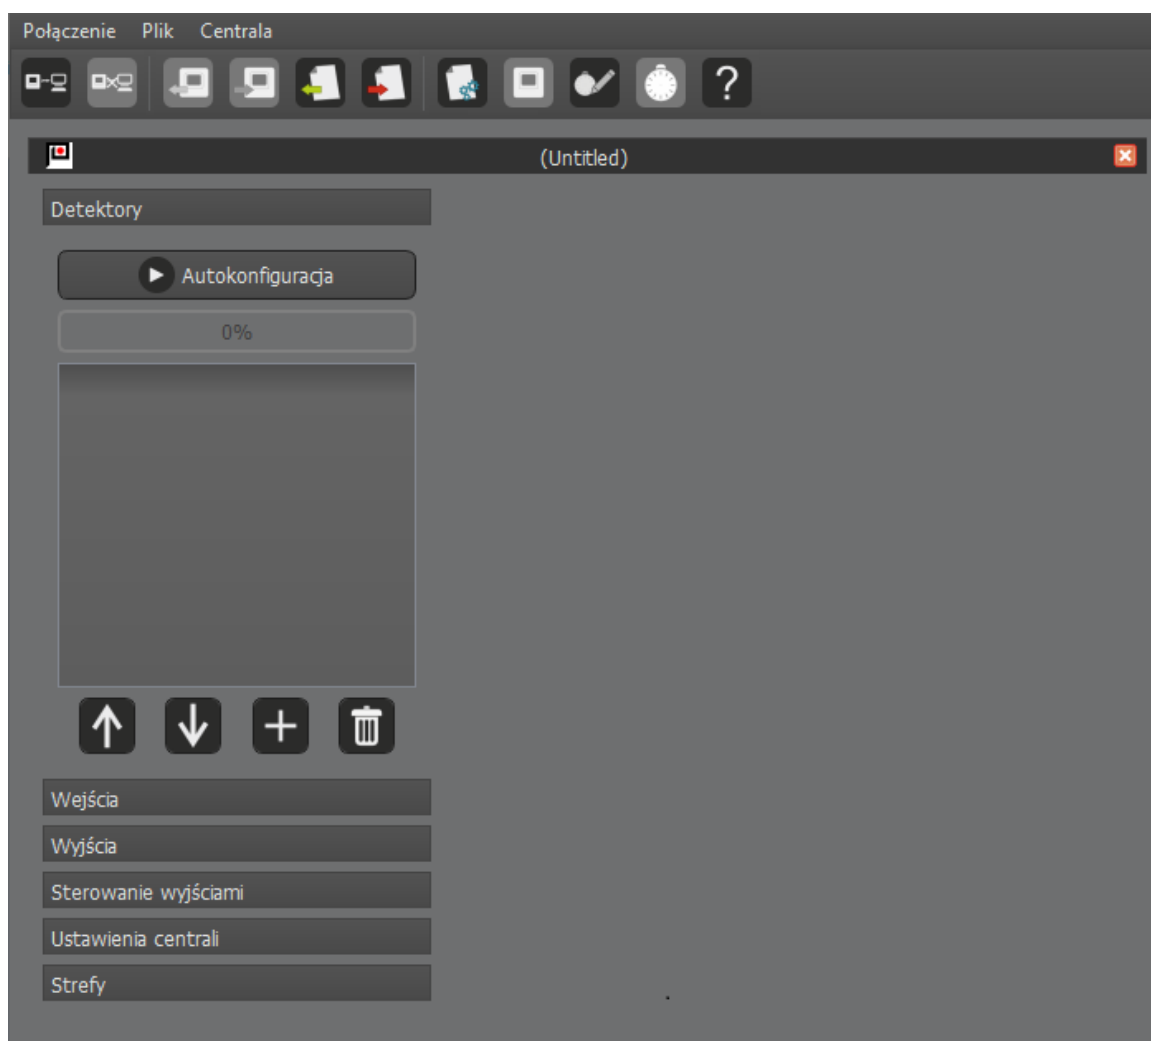 Połączenie Plik Centrala
?
(Untitled)
Detektory
Autokonfiguracja
0%
Wejścia
Wyjścia
Sterowanie wyjściami
Ustawienia centrali
Strefy